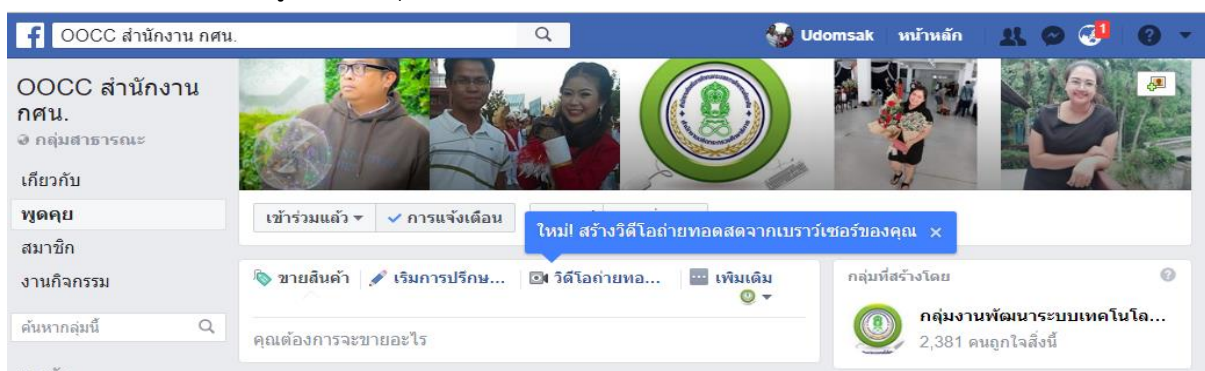 OOCC สำนักงาน กศน.
Udomsak
หน้าหลัก
1
OOCC สำนักงาน
กศน.
กลุ่มสาธารณะ
เกี่ยวกับ
พูดคุย
สมาชิก
งานกิจกรรม
ค้นหากลุ่มนี้
เข้าร่วมแล้ว
การแจ้งเตือน
ใหม่! สร้างวิดีโอถ่ายทอดสดจากเบราว์เซอร์ของคุณ
ขายสินค้า
เริ่มการปรึกษ...
วิดีโอถ่ายทอ...
เพิ่มเติม
คุณต้องการจะขายอะไร
กลุ่มที่สร้างโดย
กลุ่มงานพัฒนาระบบเทคโนโล...
2,381 คนถูกใจสิ่งนี้